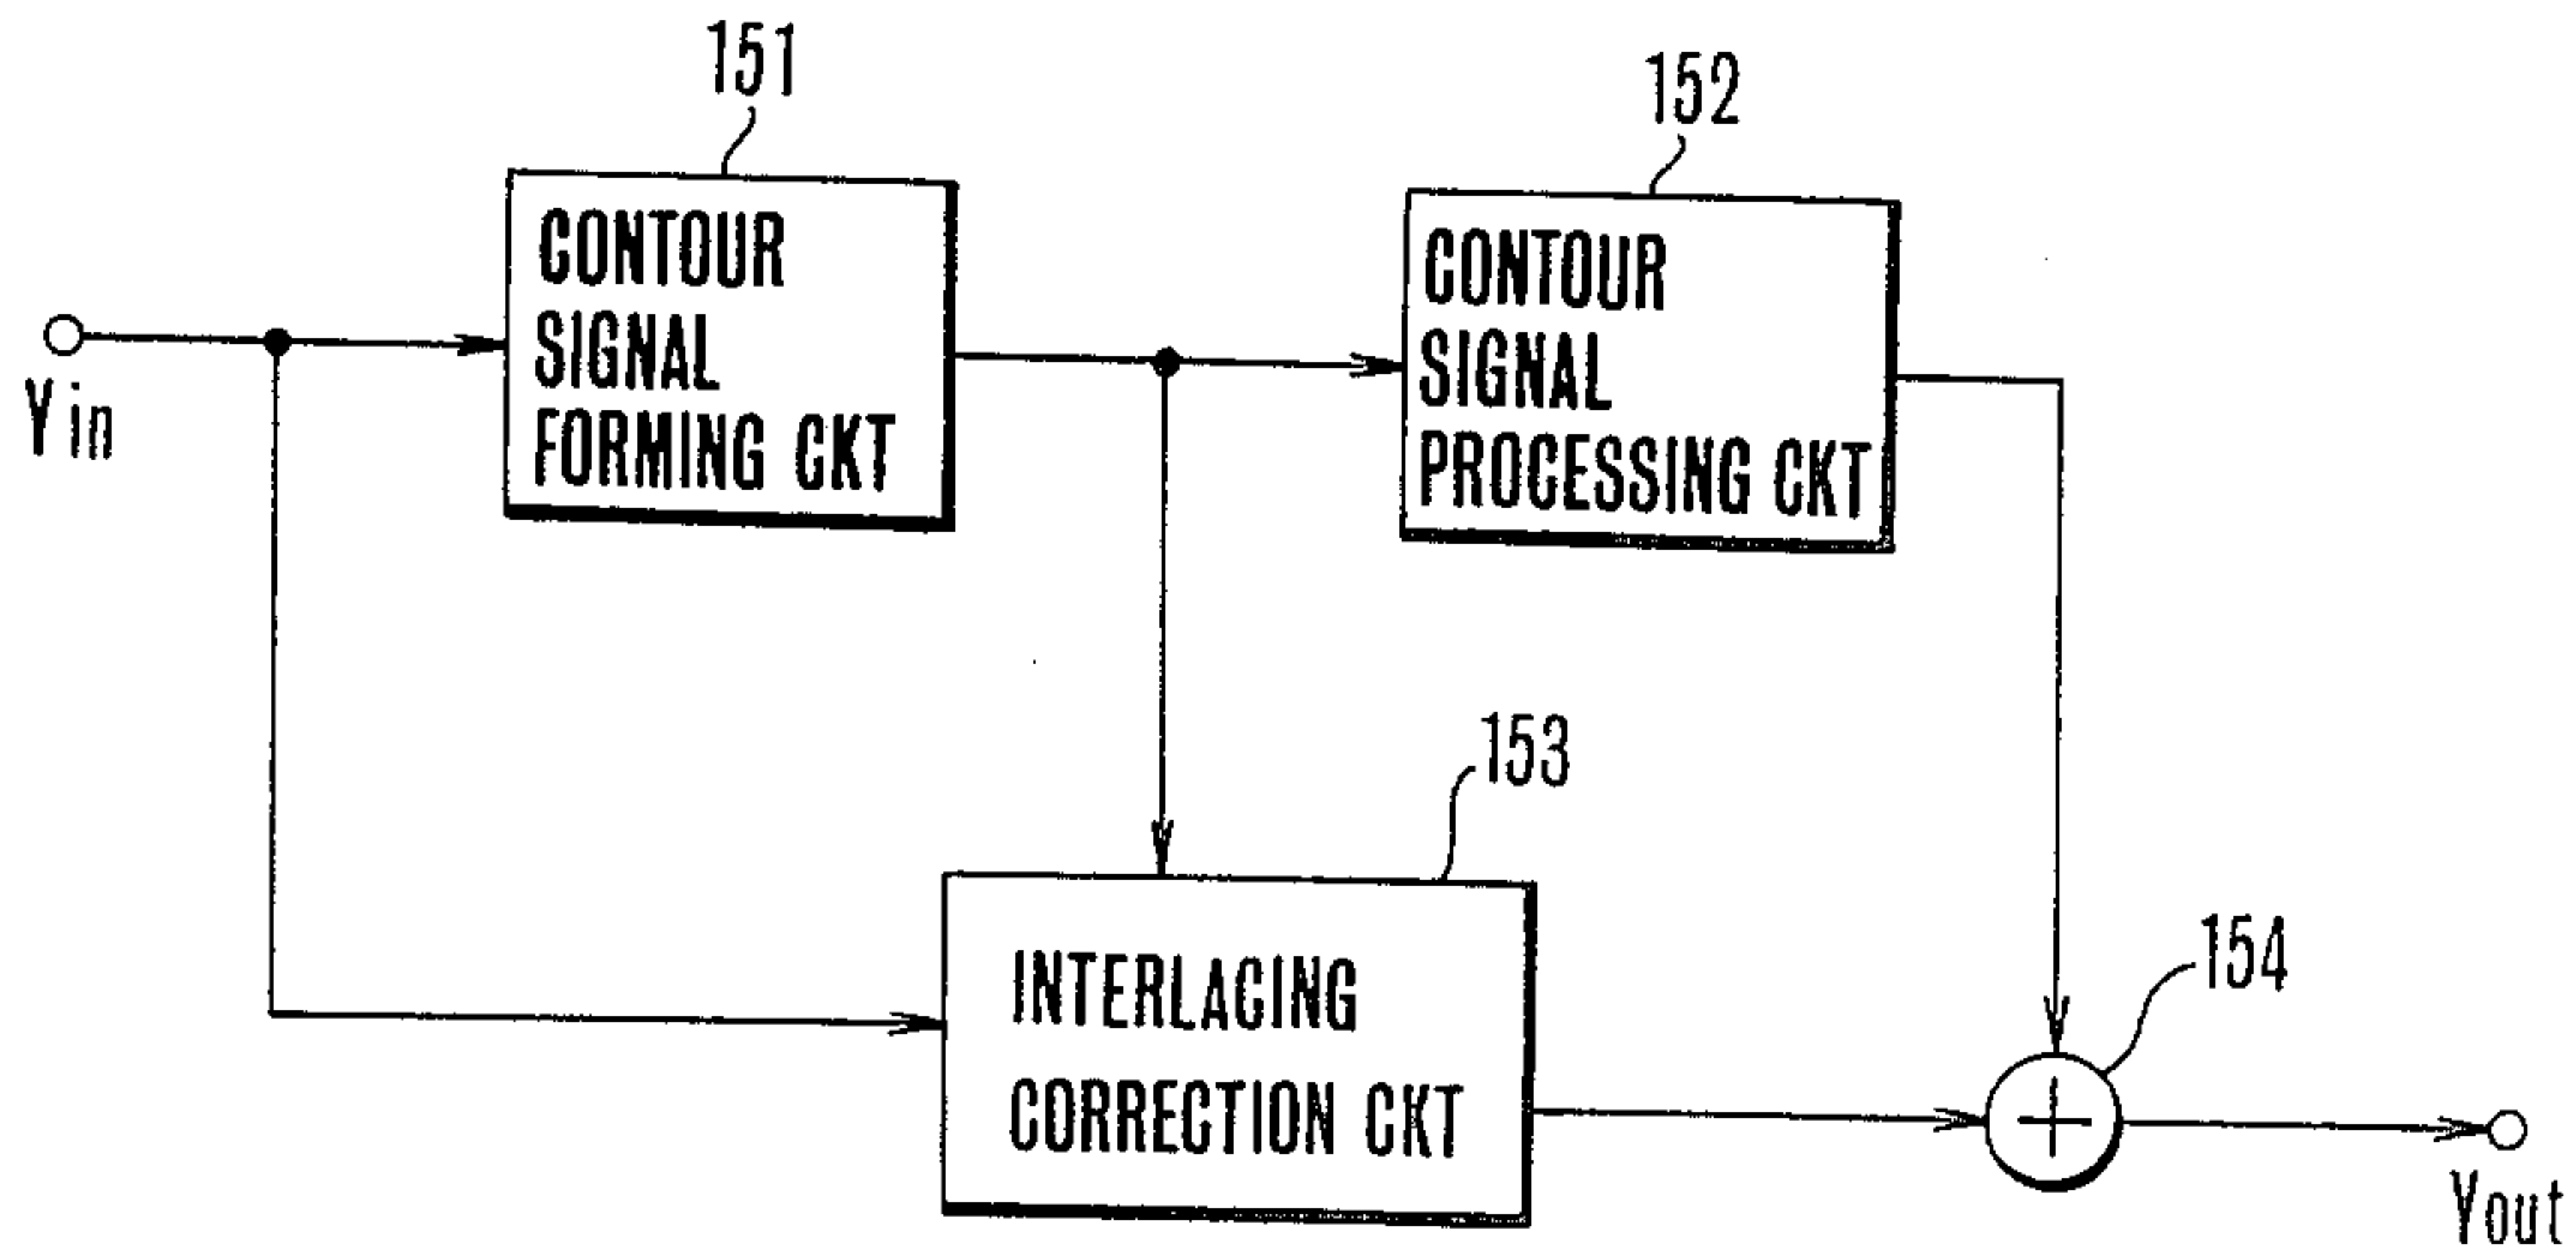 151
152
CONTOUR
SIGNAL
FORMING CKT
CONTOUR
SIGNAL
PROCESSING CKT
Yin
153
INTERLACING
CORRECTION CKT
154
+
Yout